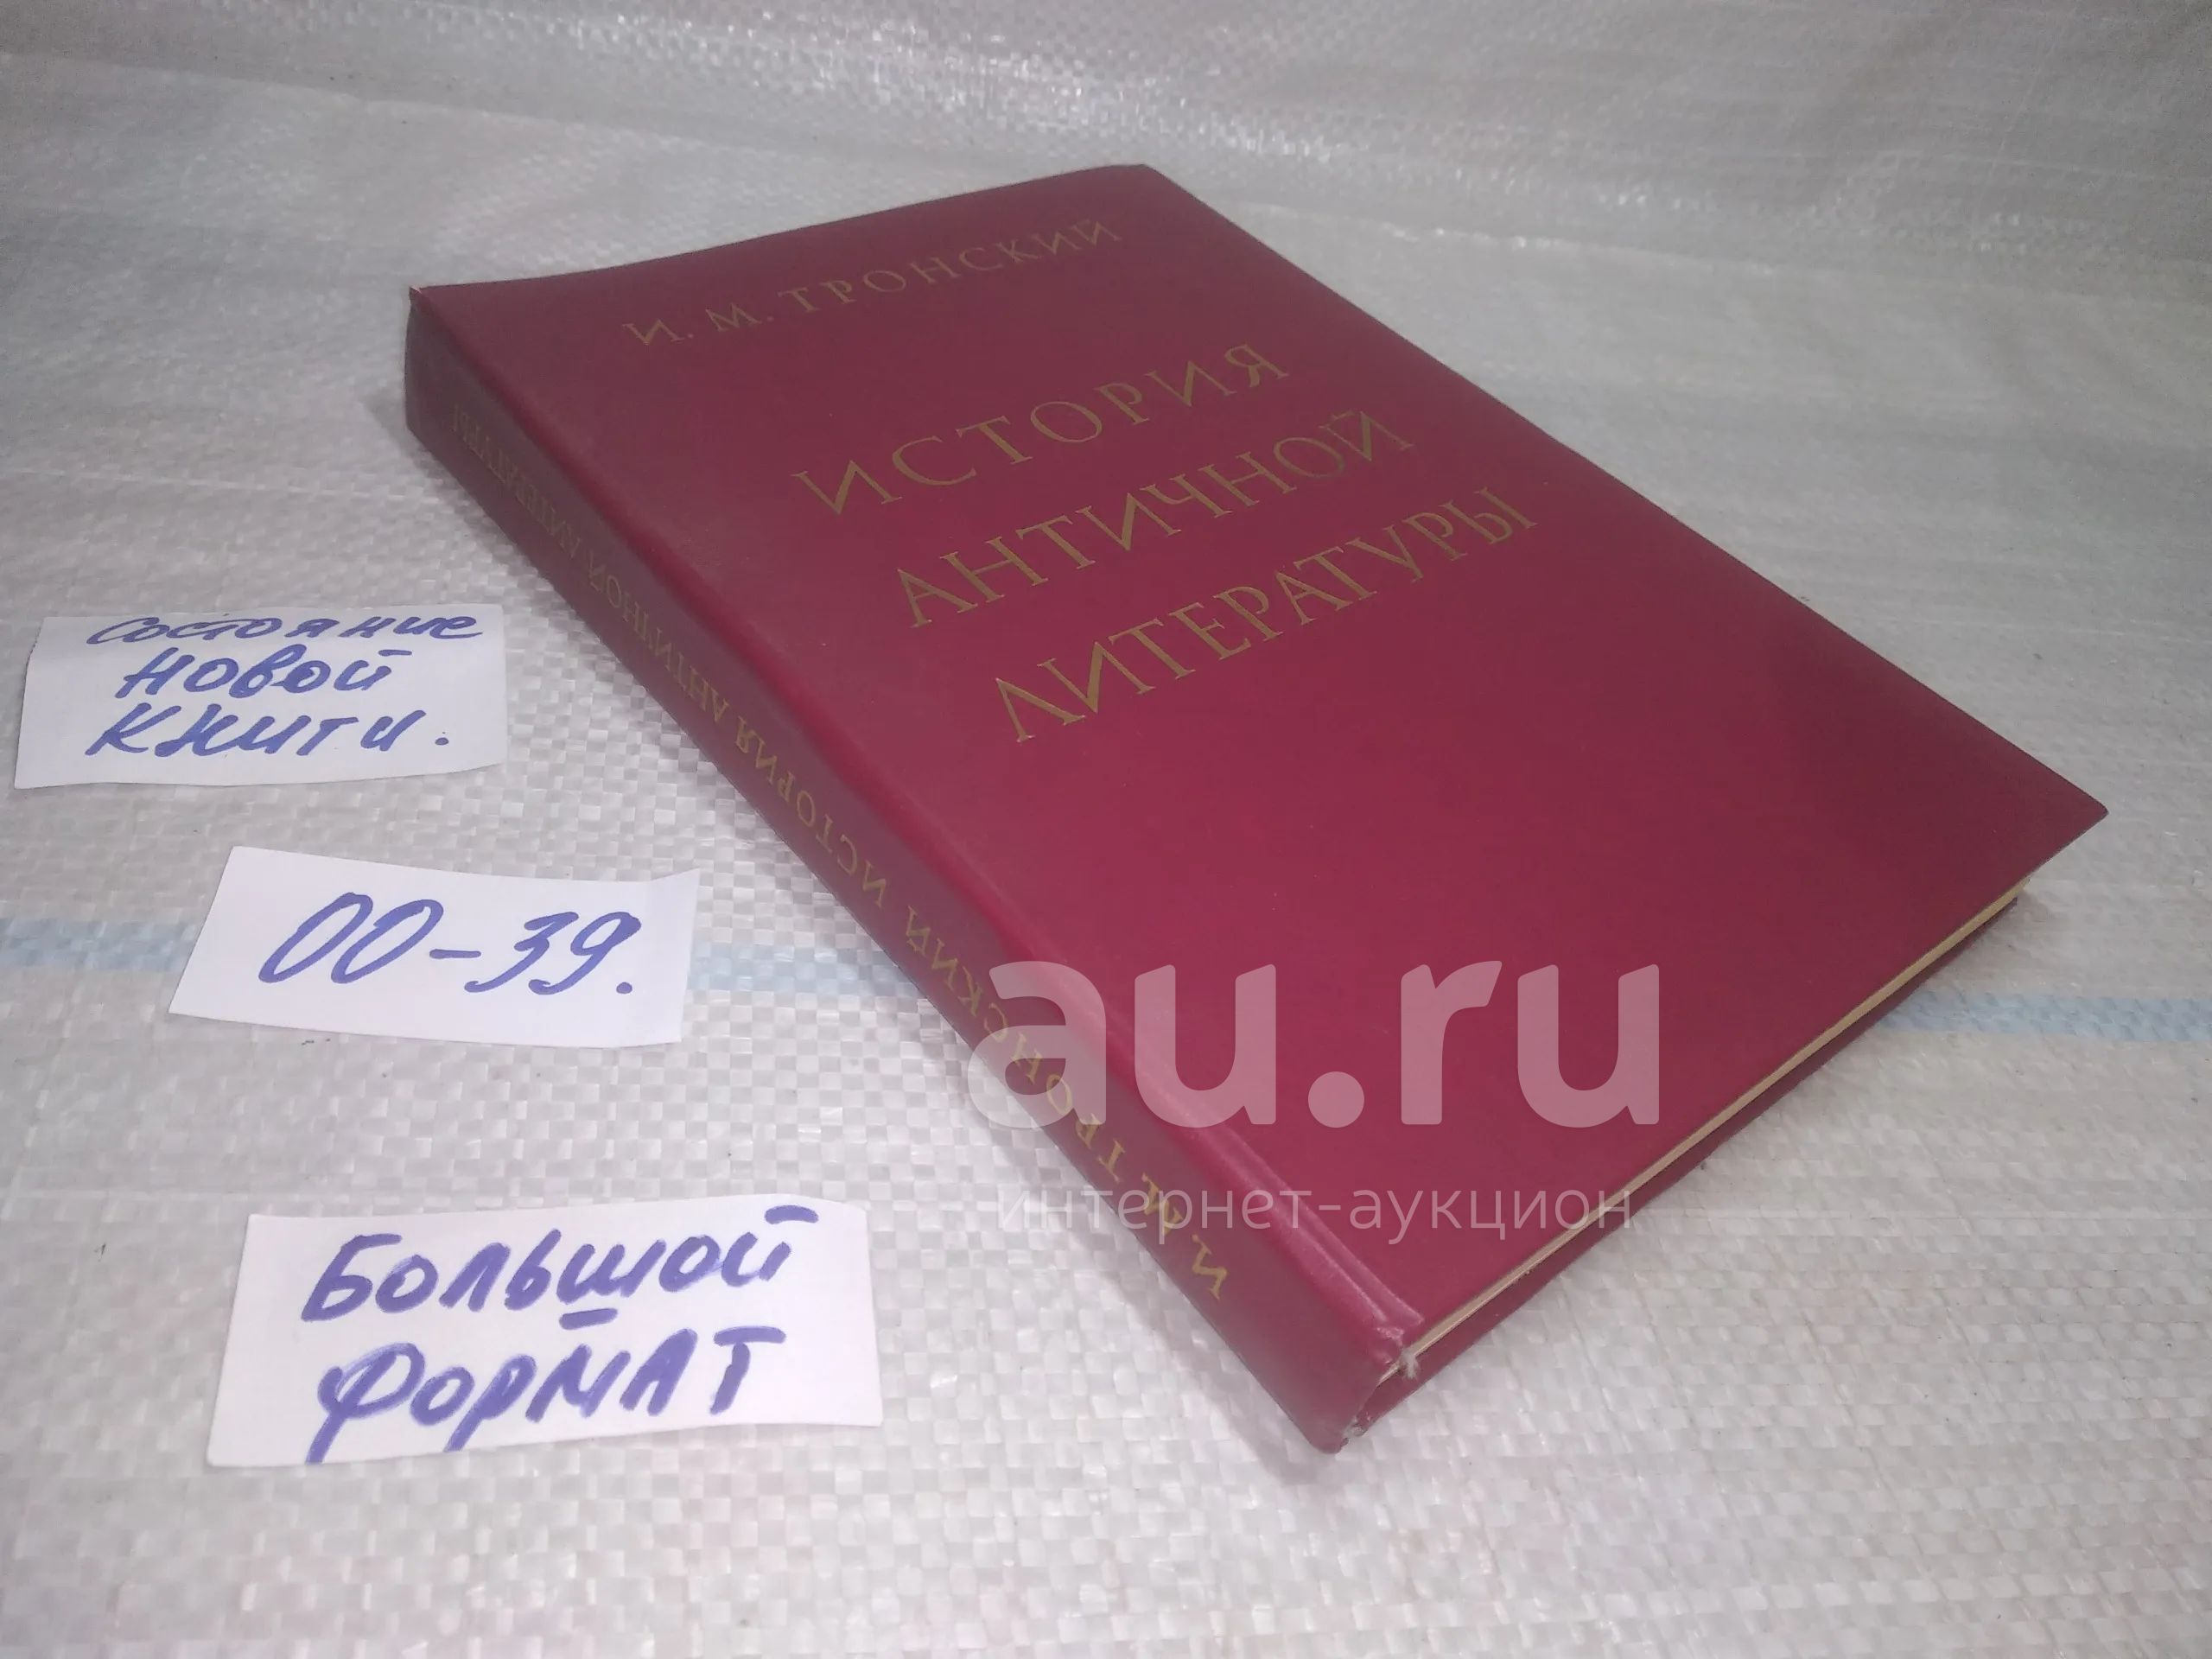 И. М. ТРОНСКИЙ
ИСТОРИЯ
АНТИЧНОЙ
ЛИТЕРАТУРЫ
И. М. ТРОНСКИЙ ИСТОРИЯ АНТИЧНОЙ ЛИТЕРАТУРЫ
состояние
новой
книги.
00-39.
БОЛЬШОЙ
ФОРМАТ
au.ru
интернет-аукцион